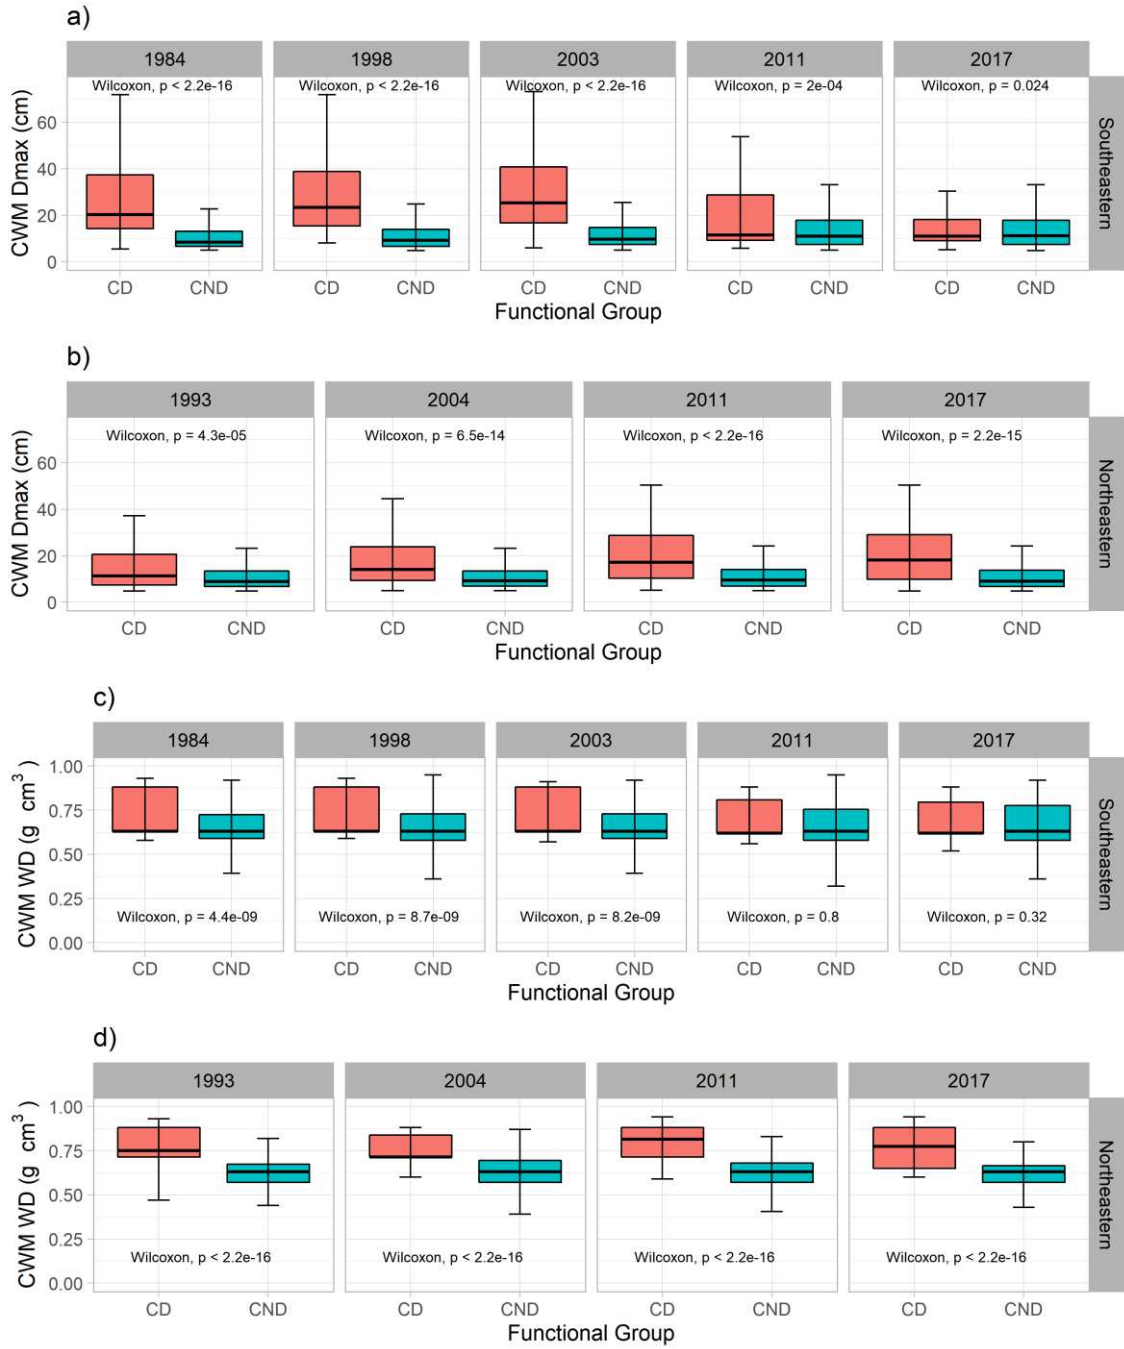 a)
1984 1998 2003 2011 2017
Wilcoxon, p < 2.2e-16 Wilcoxon, p < 2.2e-16 Wilcoxon, p < 2.2e-16 Wilcoxon, p = 2e-04 Wilcoxon, p = 0.024
CWM Dmax (cm)
60
40
20
0
Southeastern
CD CND CD CND CD CND CD CND CD CND
Functional Group
b)
1993 2004 2011 2017
Wilcoxon, p = 4.3e-05 Wilcoxon, p = 6.5e-14 Wilcoxon, p < 2.2e-16 Wilcoxon, p = 2.2e-15
CWM Dmax (cm)
60
40
20
0
Northeastern
CD CND CD CND CD CND CD CND
Functional Group
c)
1984 1998 2003 2011 2017
CWM WD (g cm³ )
1.00
0.75
0.50
0.25
0.00
Southeastern
Wilcoxon, p = 4.4e-09 Wilcoxon, p = 8.7e-09 Wilcoxon, p = 8.2e-09 Wilcoxon, p = 0.8 Wilcoxon, p = 0.32
CD CND CD CND CD CND CD CND CD CND
Functional Group
d)
1993 2004 2011 2017
CWM WD (g cm³ )
1.00
0.75
0.50
0.25
0.00
Northeastern
Wilcoxon, p < 2.2e-16 Wilcoxon, p < 2.2e-16 Wilcoxon, p < 2.2e-16 Wilcoxon, p < 2.2e-16
CD CND CD CND CD CND CD CND
Functional Group